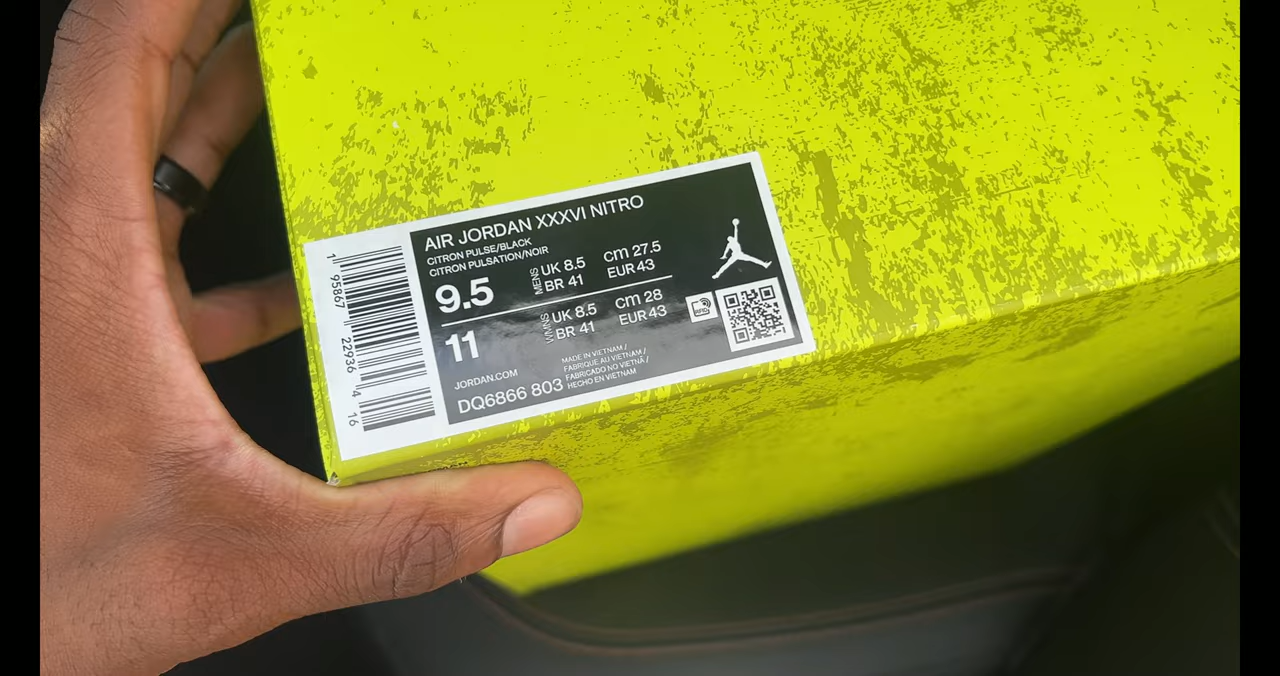 AIR JORDAN XXXVI NITRO
CITRON PULSE/BLACK
CITRON PULSATION/NOIR
9.5 MENS UK 8.5 cm 27.5
BR 41 EUR 43
11 WMNS UK 8.5 cm 28
BR 41 EUR 43
JORDAN.COM
MADE IN VIETNAM /
FABRIQUE AU VIETNAM /
FABRICADO NO VIETNÃ /
HECHO EN VIETNAM
DQ6866 803
RFID
1 95867 22936 4 16